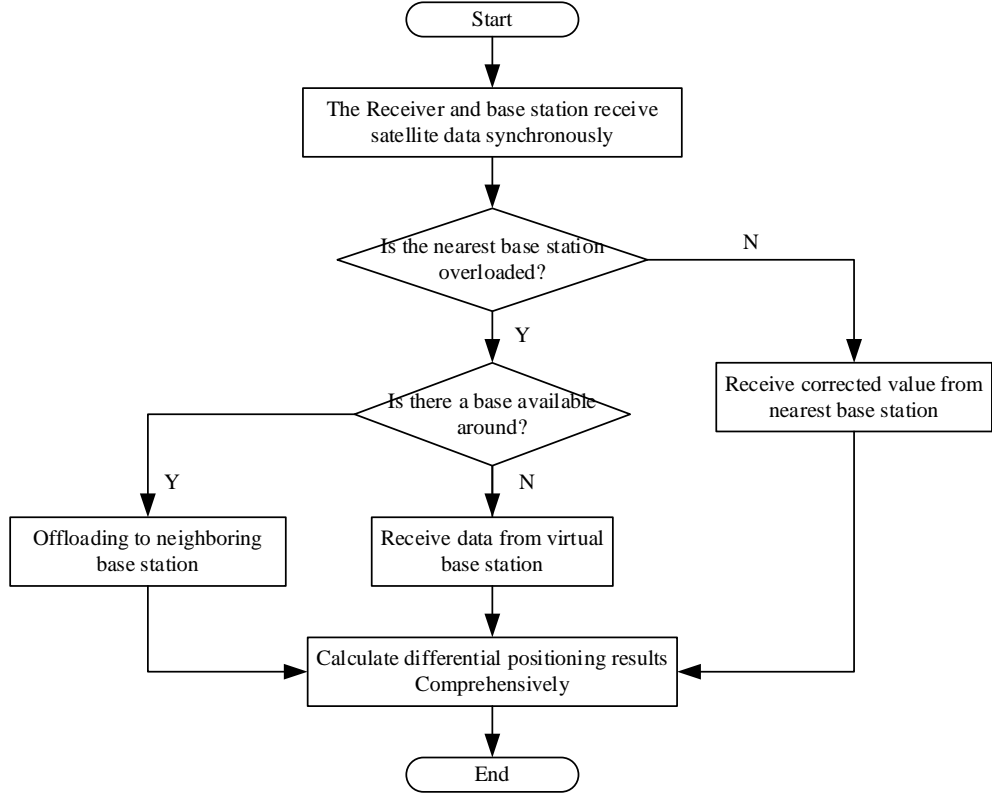 Start
The Receiver and base station receive
satellite data synchronously
Is the nearest base station
overloaded?
N
Y
Receive corrected value from
nearest base station
Is there a base available
around?
Y
N
Offloading to neighboring
base station
Receive data from virtual
base station
Calculate differential positioning results
Comprehensively
End